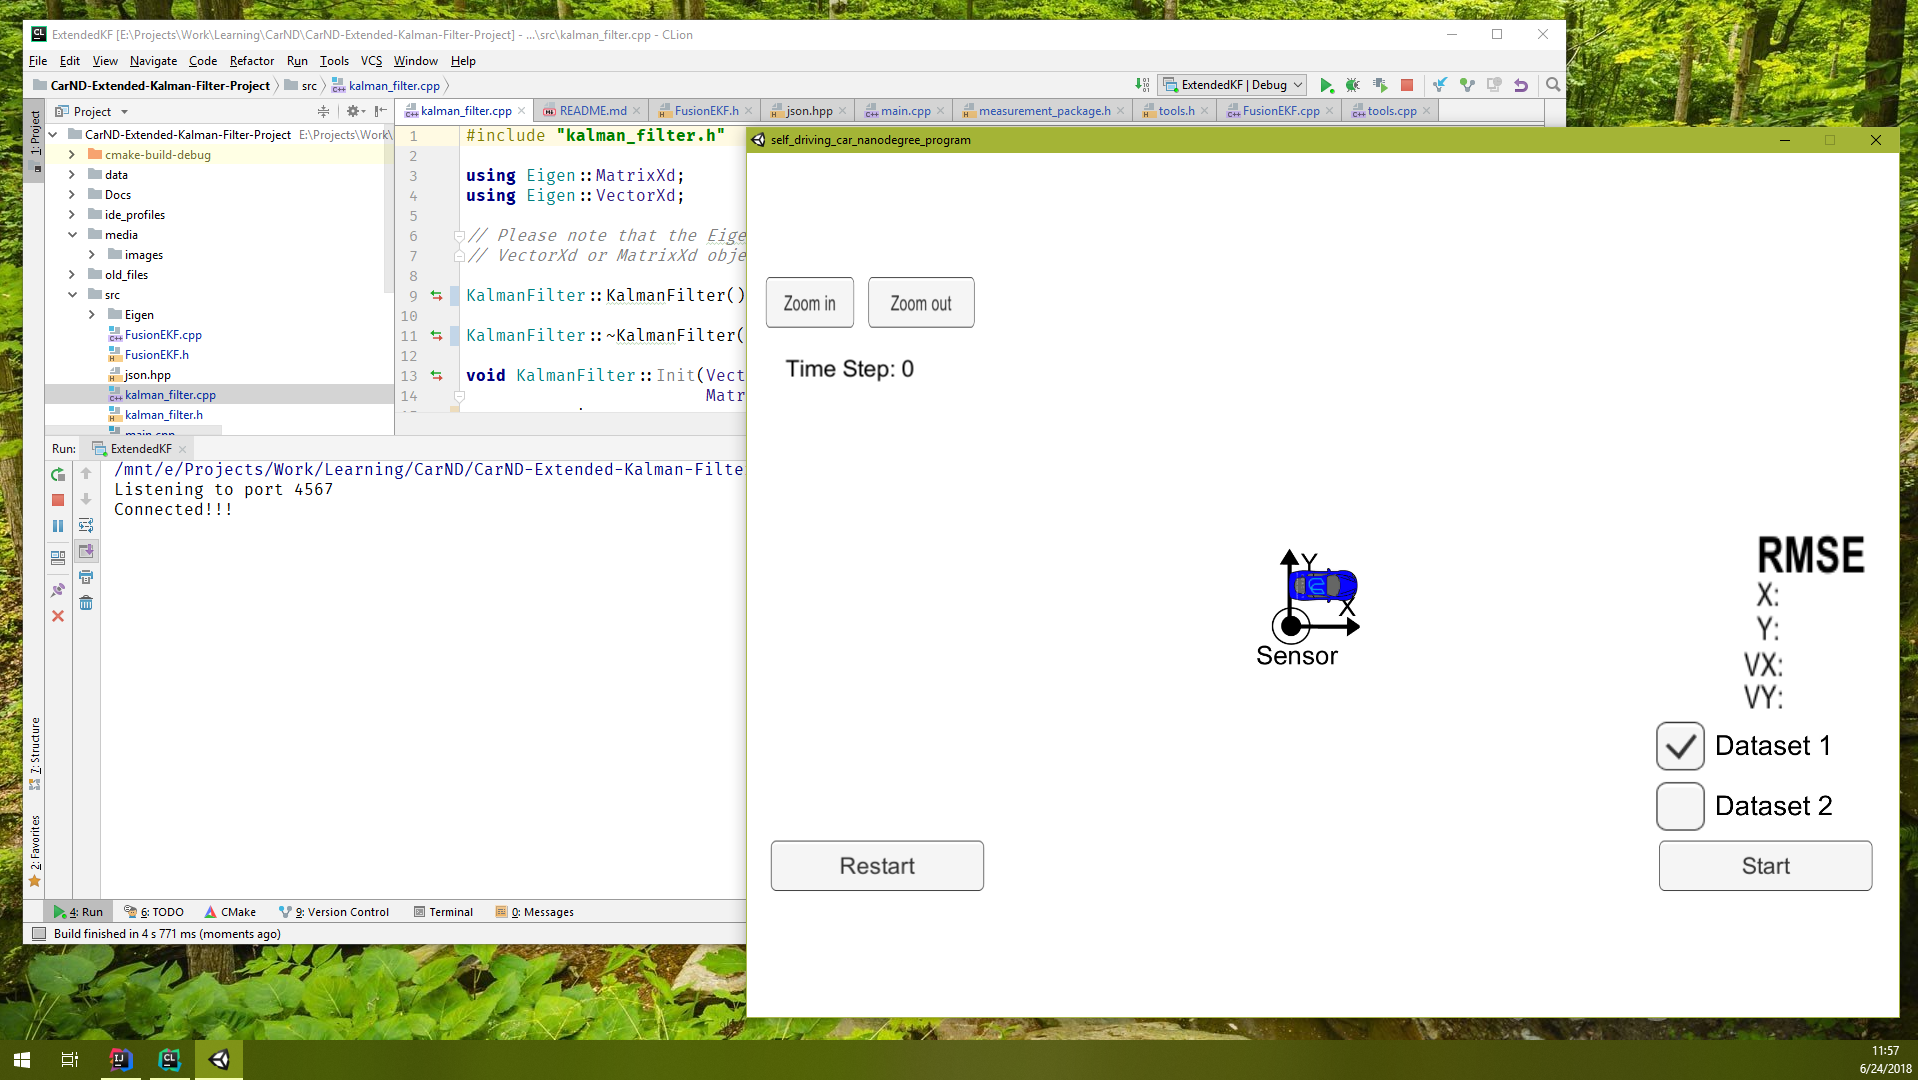 ExtendedKF [E:\Projects\Work\Learning\CarND\CarND-Extended-Kalman-Filter-Project] - ...\src\kalman_filter.cpp - CLion
File Edit View Navigate Code Refactor Run Tools VCS Window Help
CarND-Extended-Kalman-Filter-Project src kalman_filter.cpp
ExtendedKF | Debug
1: Project
Project
kalman_filter.cpp README.md FusionEKF.h json.hpp main.cpp measurement_package.h tools.h FusionEKF.cpp tools.cpp
CarND-Extended-Kalman-Filter-Project E:\Projects\Work\
cmake-build-debug
data
Docs
ide_profiles
media
images
old_files
src
Eigen
FusionEKF.cpp
FusionEKF.h
json.hpp
kalman_filter.cpp
kalman_filter.h
main.cpp
1 #include "kalman_filter.h"
2
3 using Eigen::MatrixXd;
4 using Eigen::VectorXd;
5
6 // Please note that the Eige
7 // VectorXd or MatrixXd obje
8
9 KalmanFilter::KalmanFilter()
10
11 KalmanFilter::~KalmanFilter(
12
13 void KalmanFilter::Init(Vect
14 Matr
Run: ExtendedKF
/mnt/e/Projects/Work/Learning/CarND/CarND-Extended-Kalman-Filte
Listening to port 4567
Connected!!!
7: Structure
2: Favorites
4: Run 6: TODO CMake 9: Version Control Terminal 0: Messages
Build finished in 4 s 771 ms (moments ago)
self_driving_car_nanodegree_program
Zoom in Zoom out
Time Step: 0
Y
X
Sensor
RMSE
X:
Y:
VX:
VY:
Dataset 1
Dataset 2
Restart
Start
11:57
6/24/2018